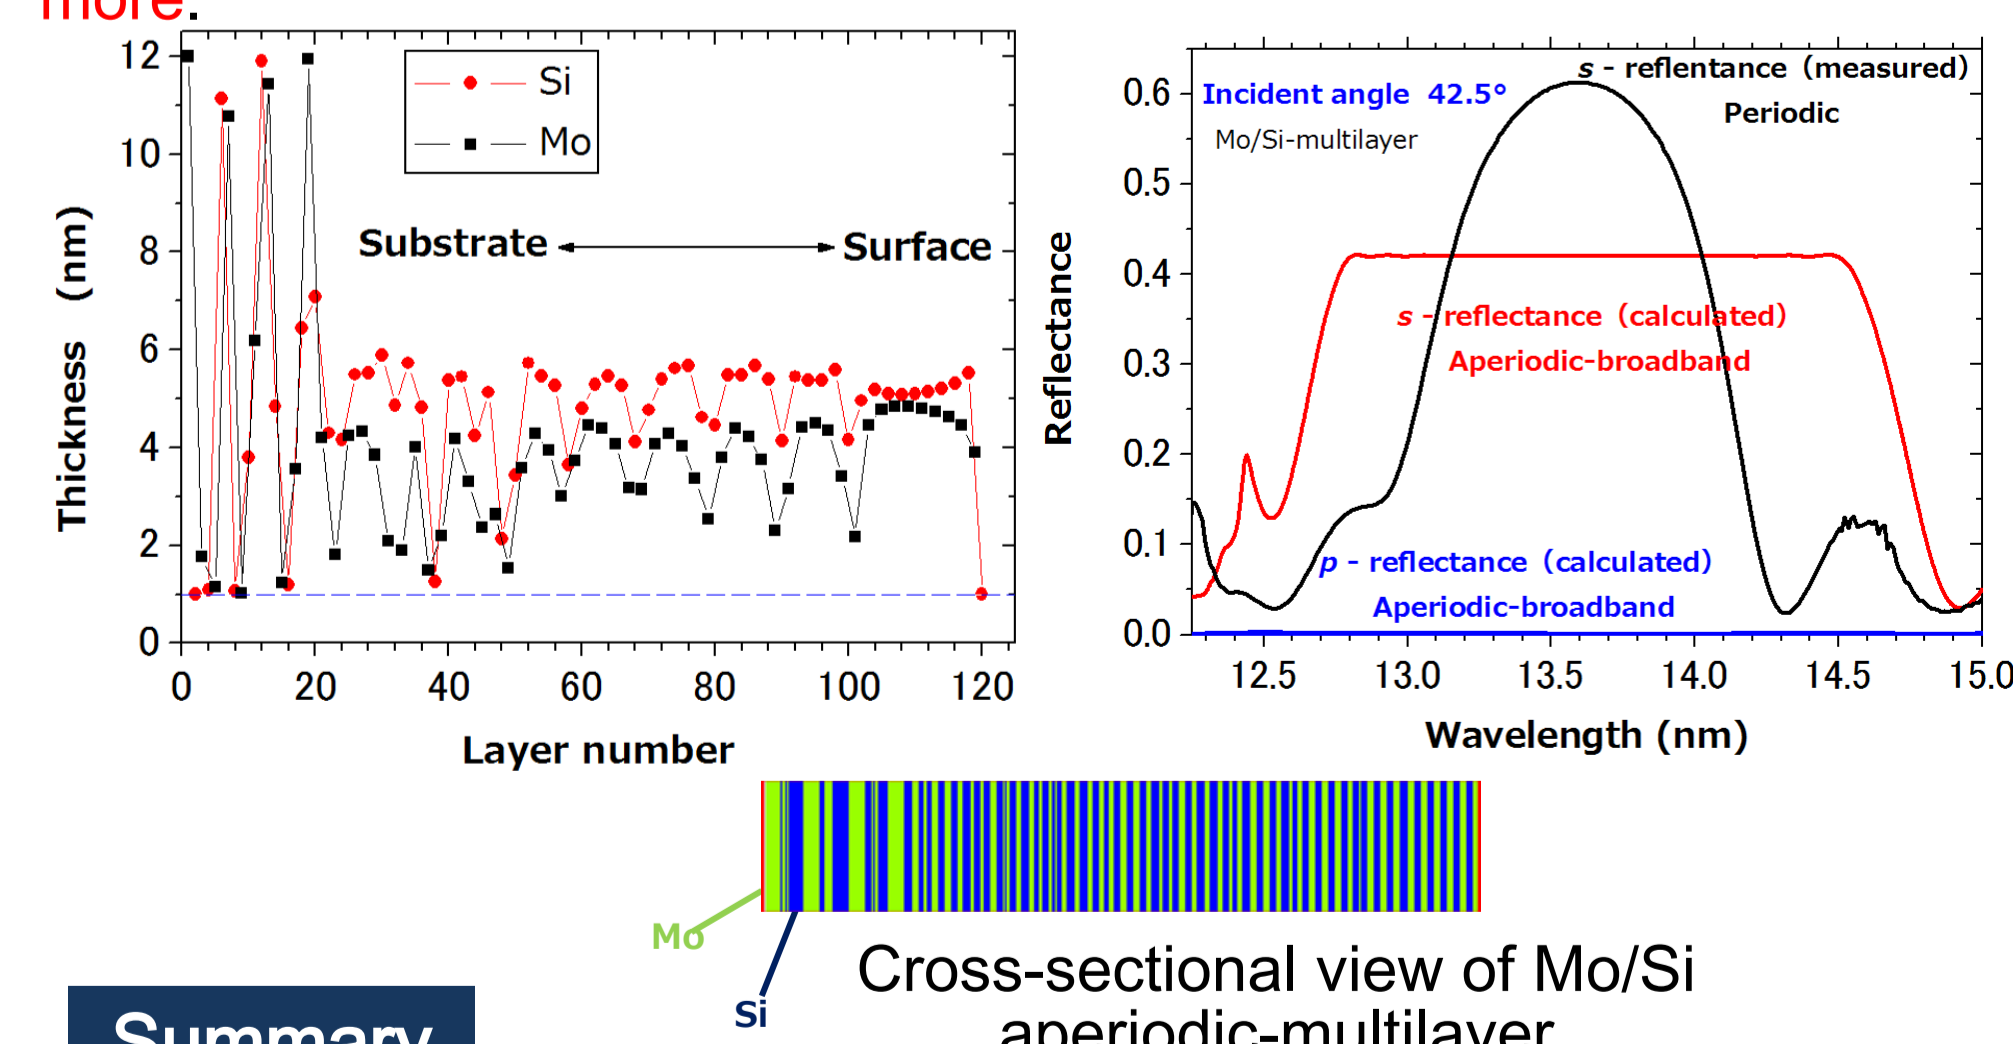 more.
12
10
8
6
4
2
0
Thickness (nm)
Si
Mo
Substrate
Surface
0 20 40 60 80 100 120
Layer number
0.6
0.5
0.4
0.3
0.2
0.1
0.0
Reflectance
s - reflentance (measured)
Periodic
Incident angle 42.5°
Mo/Si-multilayer
s - reflectance (calculated)
Aperiodic-broadband
p - reflectance (calculated)
Aperiodic-broadband
12.5 13.0 13.5 14.0 14.5 15.0
Wavelength (nm)
Mo
Si
Cross-sectional view of Mo/Si
aperiodic-multilayer
Summary